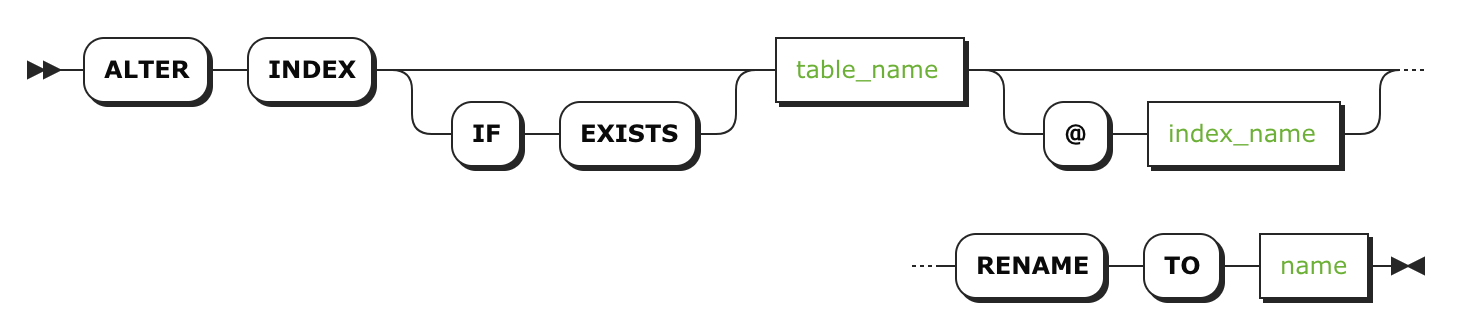 ALTER INDEX table_name
IF EXISTS @ index_name
RENAME TO name